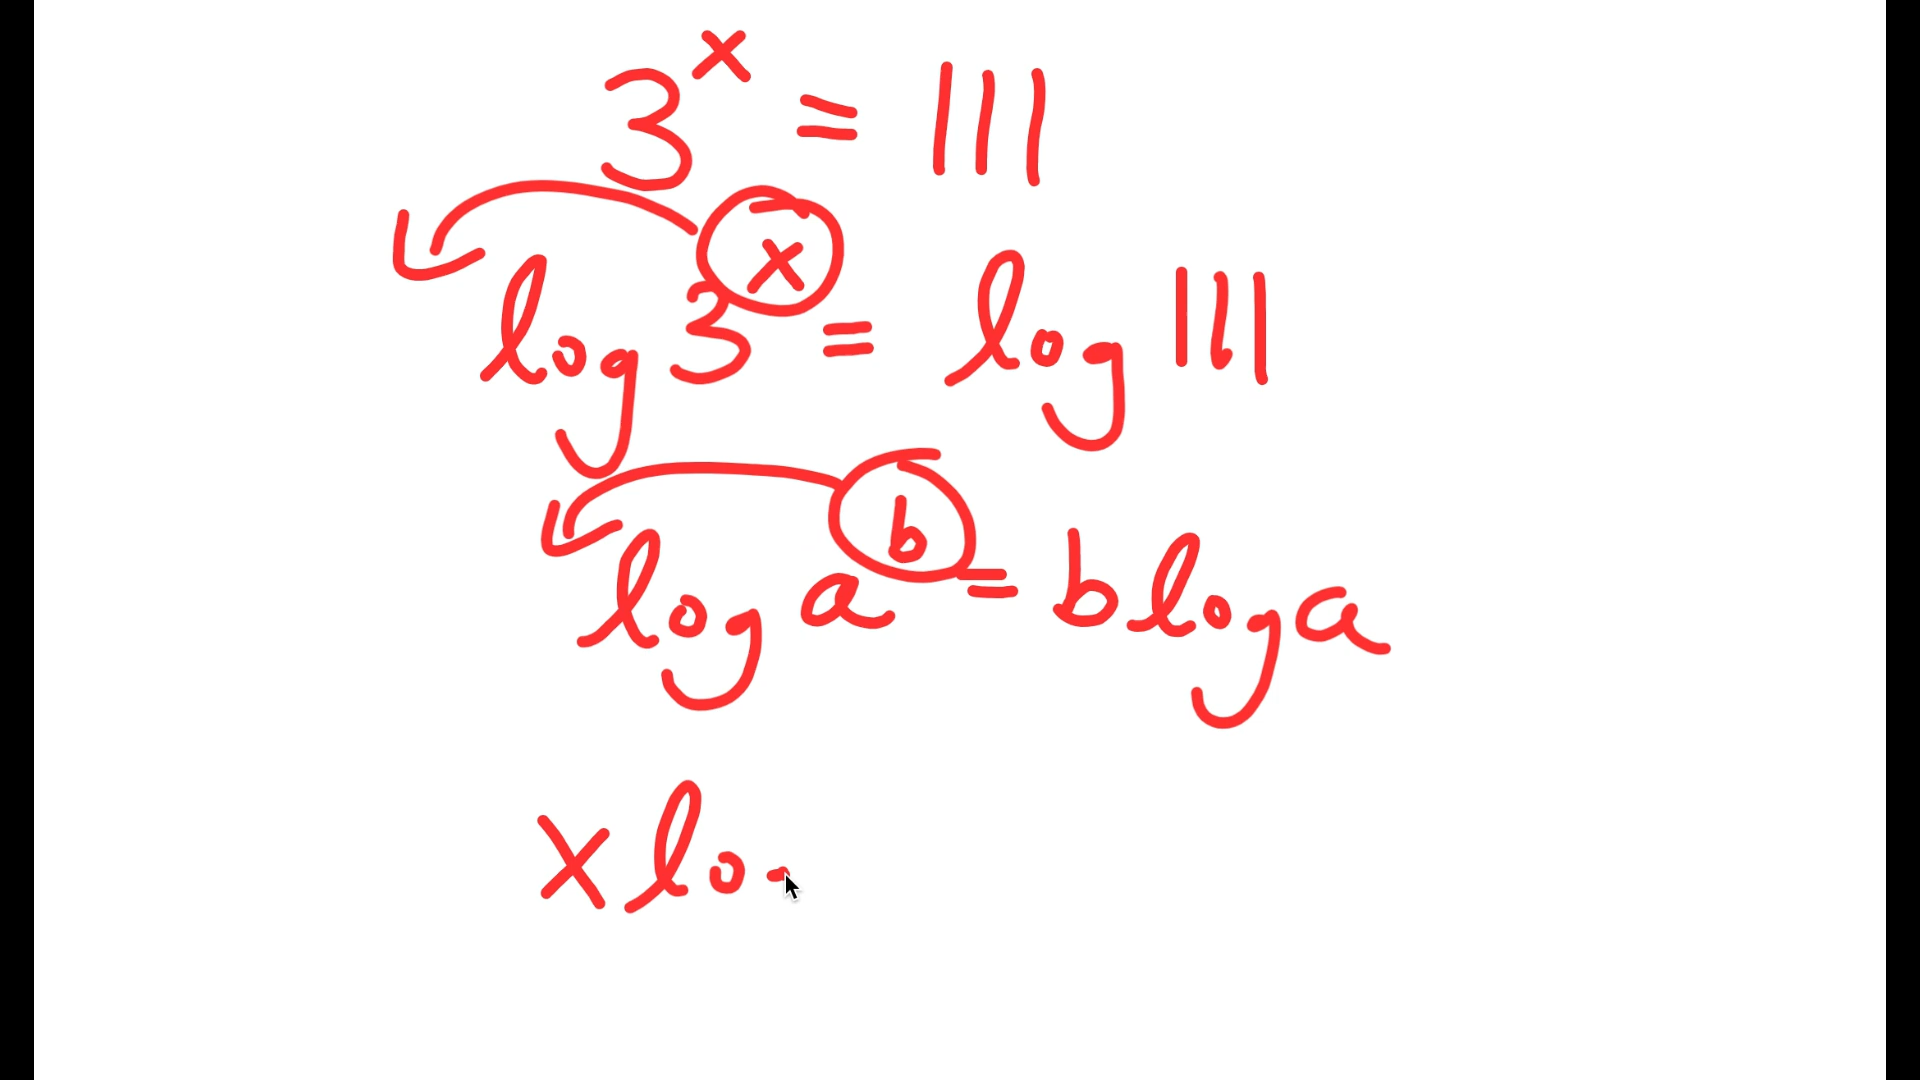 3^x = 111
log 3^x = log 111
log a^b = b log a
x lo